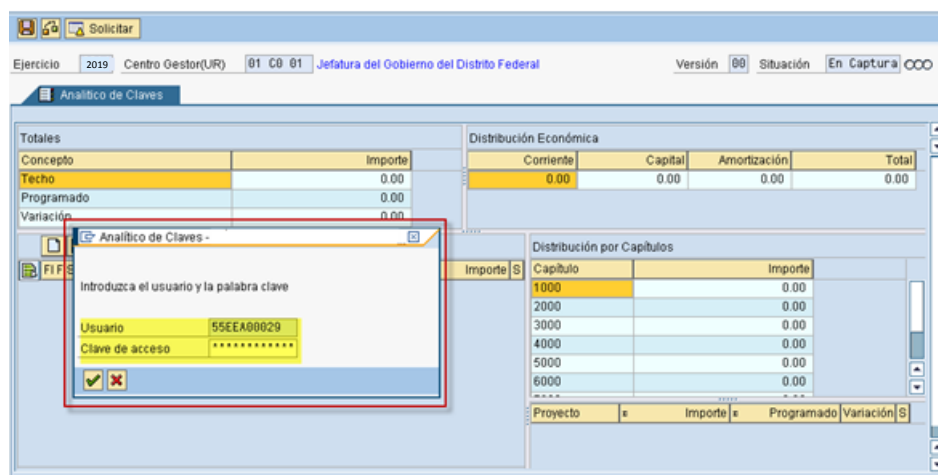 Solicitar
Ejercicio 2019 Centro Gestor(UR) 01 C0 01 Jefatura del Gobierno del Distrito Federal Versión 00 Situación En Captura
Analítico de Claves
Totales
Concepto Importe
Techo 0.00
Programado 0.00
Variación 0.00
Distribución Económica
Corriente Capital Amortización Total
0.00 0.00 0.00 0.00
FI F S Importe S
Analítico de Claves -
Introduzca el usuario y la palabra clave
Usuario 55EEA00029
Clave de acceso ************
Distribución por Capítulos
Capítulo Importe
1000 0.00
2000 0.00
3000 0.00
4000 0.00
5000 0.00
6000 0.00
Proyecto Importe Programado Variación S